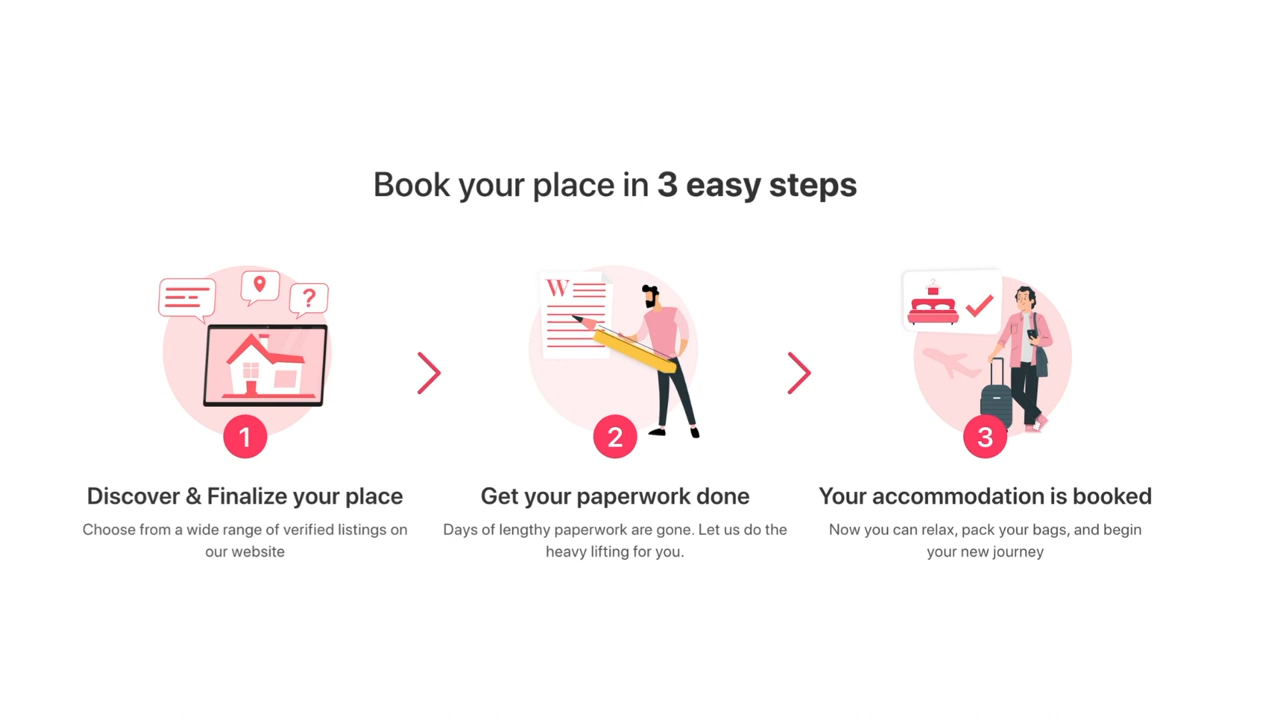 Book your place in 3 easy steps
?
W
1
2
3
Discover & Finalize your place
Choose from a wide range of verified listings on
our website
Get your paperwork done
Days of lengthy paperwork are gone. Let us do the
heavy lifting for you.
Your accommodation is booked
Now you can relax, pack your bags, and begin
your new journey